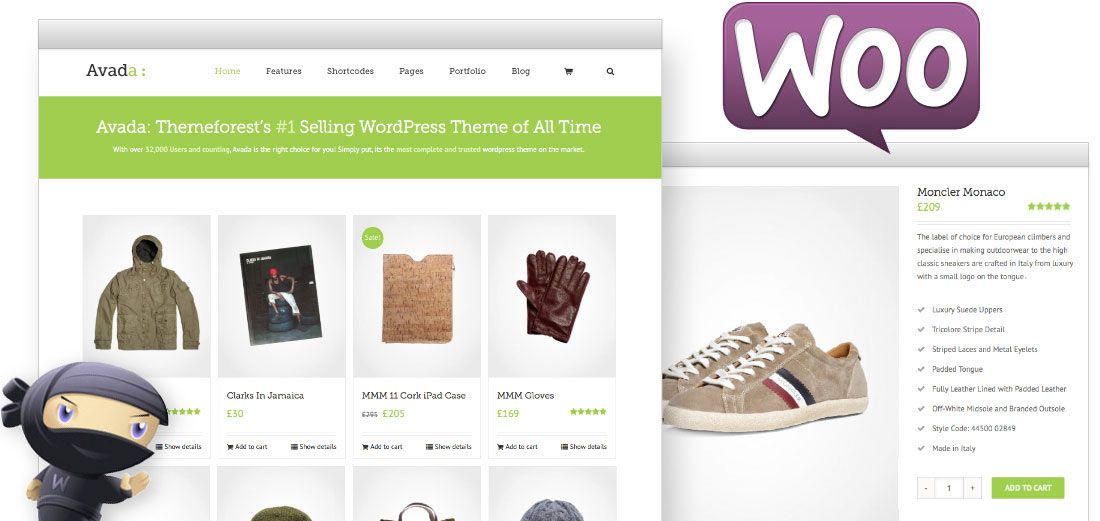 Avada :
Home Features Shortcodes Pages Portfolio Blog
Avada: Themeforest's #1 Selling WordPress Theme of All Time
With over 32,000 Users and counting, Avada is the right choice for you! Simply put, its the most complete and trusted wordpress theme on the market.
Sale!
CLARKS IN JAMAICA
Clarks In Jamaica
£30
MMM 11 Cork iPad Case
£295 £205
MMM Gloves
£169
Show details
Add to cart Show details
Add to cart Show details
Add to cart Show details
W
WOO
Moncler Monaco
£209
The label of choice for European climbers and
specialise in making outdoorwear to the high
classic sneakers are crafted in Italy from luxury
with a small logo on the tongue.
Luxury Suede Uppers
Tricolore Stripe Detail
Striped Laces and Metal Eyelets
Padded Tongue
Fully Leather Lined with Padded Leather
Off-White Midsole and Branded Outsole
Style Code: 44500 02849
Made in Italy
- 1 + ADD TO CART